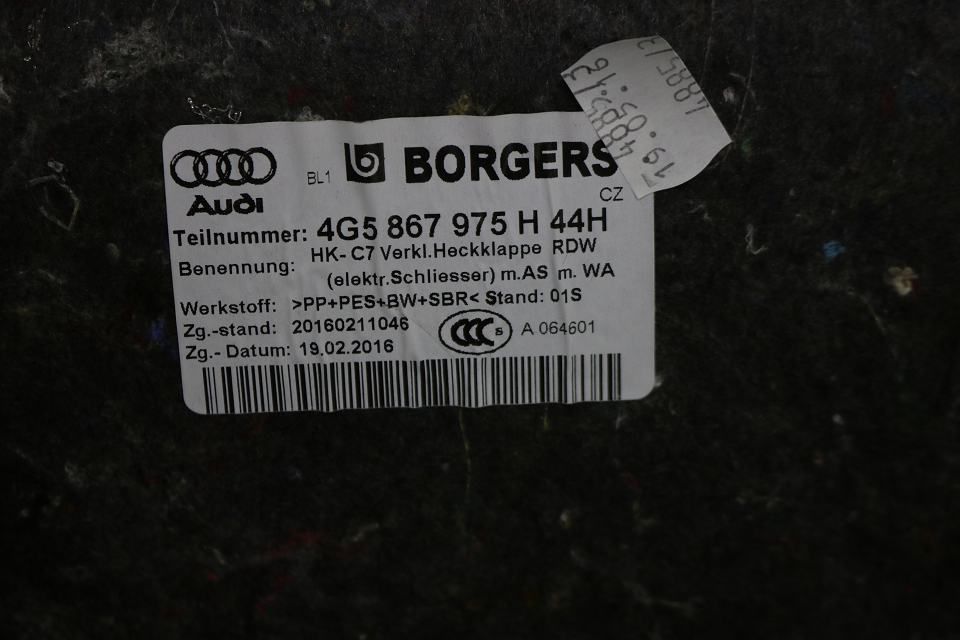 Audi
BL1 BORGERS
CZ
Teilnummer: 4G5 867 975 H 44H
Benennung: HK- C7 Verkl.Heckklappe RDW
(elektr.Schliesser) m.AS m. WA
Werkstoff: >PP+PES+BW+SBR< Stand: 01S
Zg.-stand: 20160211046
CCC S A 064601
Zg.- Datum: 19.02.2016